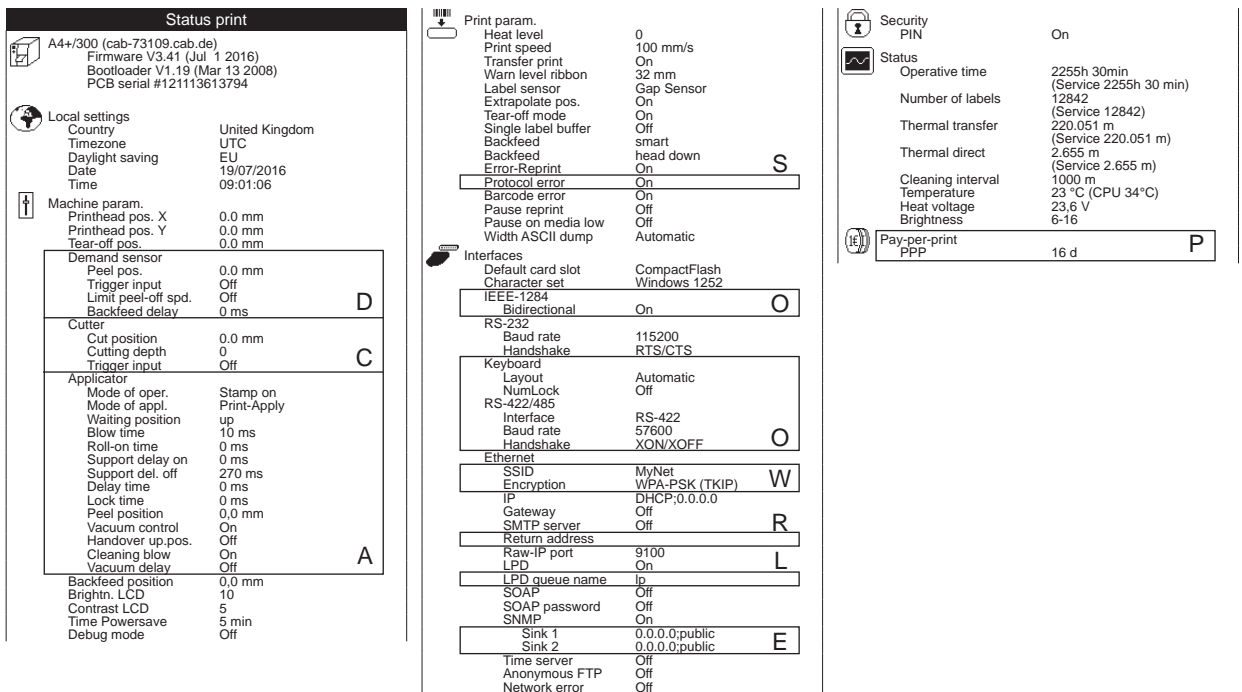 Status print
A4+/300 (cab-73109.cab.de)
Firmware V3.41 (Jul 1 2016)
Bootloader V1.19 (Mar 13 2008)
PCB serial #121113613794
Local settings
Country United Kingdom
Timezone UTC
Daylight saving EU
Date 19/07/2016
Time 09:01:06
Machine param.
Printhead pos. X 0.0 mm
Printhead pos. Y 0.0 mm
Tear-off pos. 0.0 mm
Demand sensor
Peel pos. 0.0 mm
Trigger input Off
Limit peel-off spd. Off
Backfeed delay 0 ms D
Cutter
Cut position 0.0 mm
Cutting depth 0
Trigger input Off C
Applicator
Mode of oper. Stamp on
Mode of appl. Print-Apply
Waiting position up
Blow time 10 ms
Roll-on time 0 ms
Support delay on 0 ms
Support del. off 270 ms
Delay time 0 ms
Lock time 0 ms
Peel position 0,0 mm
Vacuum control On
Handover up.pos. Off
Cleaning blow On A
Vacuum delay Off
Backfeed position 0,0 mm
Brightn. LCD 10
Contrast LCD 5
Time Powersave 5 min
Debug mode Off
Print param.
Heat level 0
Print speed 100 mm/s
Transfer print On
Warn level ribbon 32 mm
Label sensor Gap Sensor
Extrapolate pos. On
Tear-off mode On
Single label buffer Off
Backfeed smart
Backfeed head down
Error-Reprint On S
Protocol error On
Barcode error On
Pause reprint Off
Pause on media low Off
Width ASCII dump Automatic
Interfaces
Default card slot CompactFlash
Character set Windows 1252
IEEE-1284
Bidirectional On O
RS-232
Baud rate 115200
Handshake RTS/CTS
Keyboard
Layout Automatic
NumLock Off
RS-422/485
Interface RS-422
Baud rate 57600
Handshake XON/XOFF O
Ethernet
SSID MyNet
Encryption WPA-PSK (TKIP) W
IP DHCP;0.0.0.0
Gateway Off
SMTP server Off R
Return address
Raw-IP port 9100
LPD On L
LPD queue name lp
SOAP Off
SOAP password Off
SNMP On
Sink 1 0.0.0.0;public
Sink 2 0.0.0.0;public E
Time server Off
Anonymous FTP Off
Network error Off
Security
PIN On
Status
Operative time 2255h 30min
(Service 2255h 30 min)
Number of labels 12842
(Service 12842)
Thermal transfer 220.051 m
(Service 220.051 m)
Thermal direct 2.655 m
(Service 2.655 m)
Cleaning interval 1000 m
Temperature 23 °C (CPU 34°C)
Heat voltage 23,6 V
Brightness 6-16
1€
Pay-per-print P
PPP 16 d